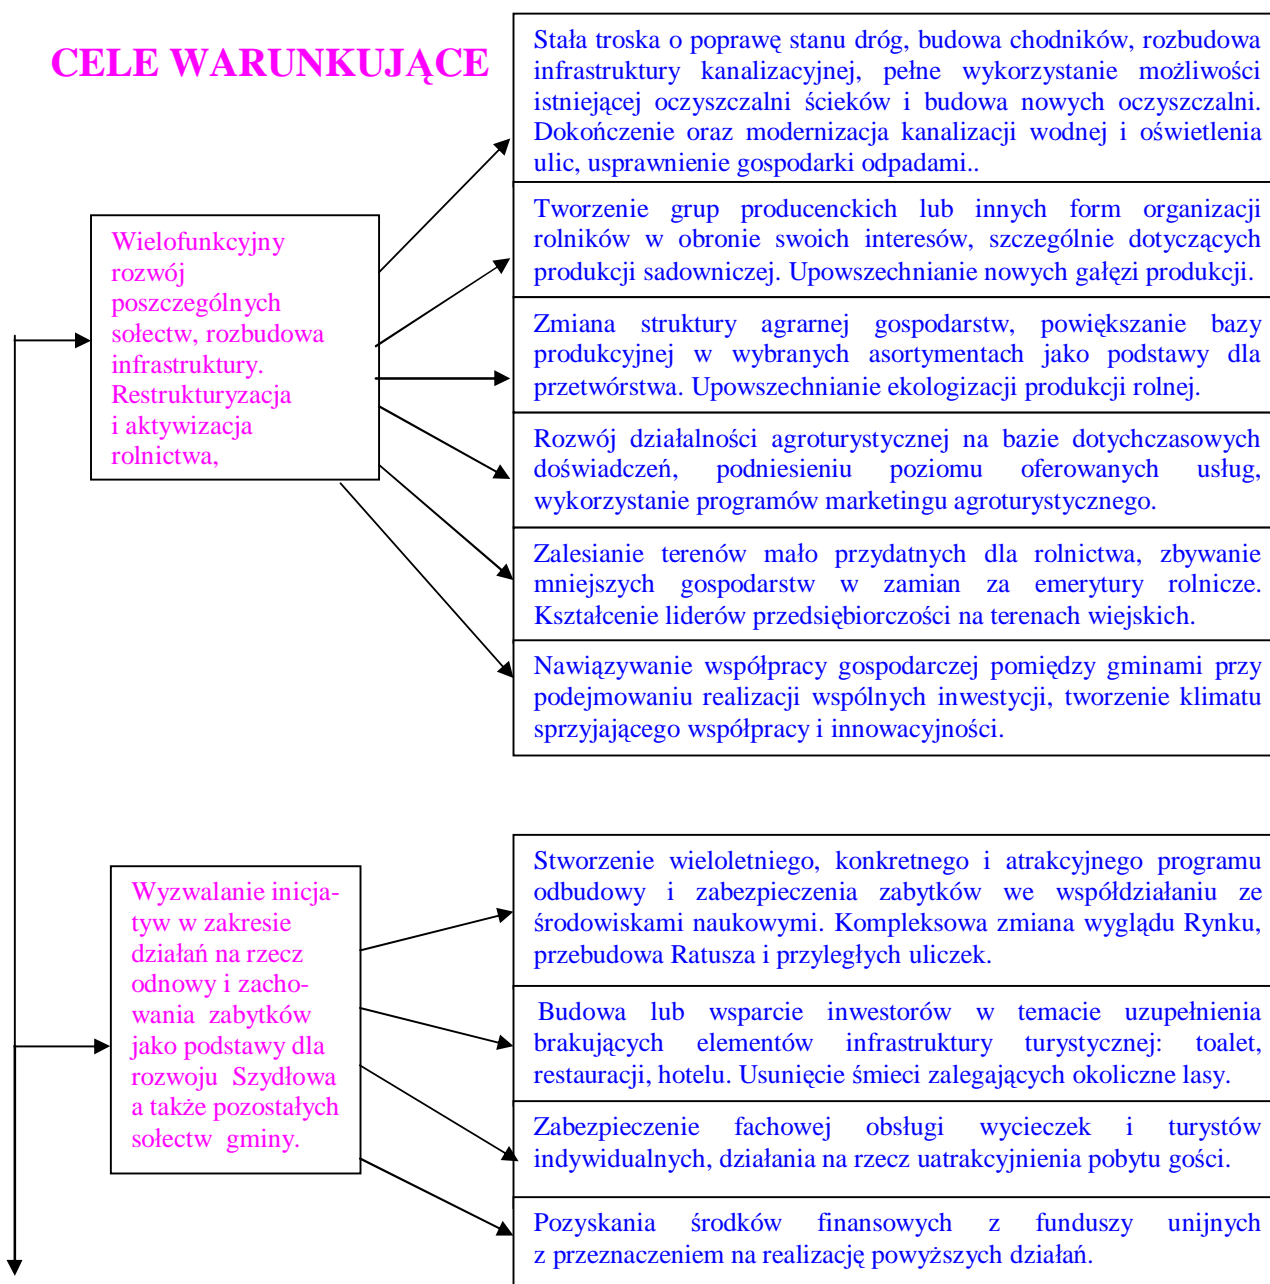 CELE WARUNKUJĄCE
Stała troska o poprawę stanu dróg, budowa chodników, rozbudowa
infrastruktury kanalizacyjnej, pełne wykorzystanie możliwości
istniejącej oczyszczalni ścieków i budowa nowych oczyszczalni.
Dokończenie oraz modernizacja kanalizacji wodnej i oświetlenia
ulic, usprawnienie gospodarki odpadami..
Wielofunkcyjny
rozwój
poszczególnych
sołectw, rozbudowa
infrastruktury.
Restrukturyzacja
i aktywizacja
rolnictwa,
Tworzenie grup producenckich lub innych form organizacji
rolników w obronie swoich interesów, szczególnie dotyczących
produkcji sadowniczej. Upowszechnianie nowych gałęzi produkcji.
Zmiana struktury agrarnej gospodarstw, powiększanie bazy
produkcyjnej w wybranych asortymentach jako podstawy dla
przetwórstwa. Upowszechnianie ekologizacji produkcji rolnej.
Rozwój działalności agroturystycznej na bazie dotychczasowych
doświadczeń, podniesieniu poziomu oferowanych usług,
wykorzystanie programów marketingu agroturystycznego.
Zalesianie terenów mało przydatnych dla rolnictwa, zbywanie
mniejszych gospodarstw w zamian za emerytury rolnicze.
Kształcenie liderów przedsiębiorczości na terenach wiejskich.
Nawiązywanie współpracy gospodarczej pomiędzy gminami przy
podejmowaniu realizacji wspólnych inwestycji, tworzenie klimatu
sprzyjającego współpracy i innowacyjności.
Wyzwalanie inicja-
tyw w zakresie
działań na rzecz
odnowy i zacho-
wania zabytków
jako podstawy dla
rozwoju Szydłowa
a także pozostałych
sołectw gminy.
Stworzenie wieloletniego, konkretnego i atrakcyjnego programu
odbudowy i zabezpieczenia zabytków we współdziałaniu ze
środowiskami naukowymi. Kompleksowa zmiana wyglądu Rynku,
przebudowa Ratusza i przyległych uliczek.
Budowa lub wsparcie inwestorów w temacie uzupełnienia
brakujących elementów infrastruktury turystycznej: toalet,
restauracji, hotelu. Usunięcie śmieci zalegających okoliczne lasy.
Zabezpieczenie fachowej obsługi wycieczek i turystów
indywidualnych, działania na rzecz uatrakcyjnienia pobytu gości.
Pozyskania środków finansowych z funduszy unijnych
z przeznaczeniem na realizację powyższych działań.